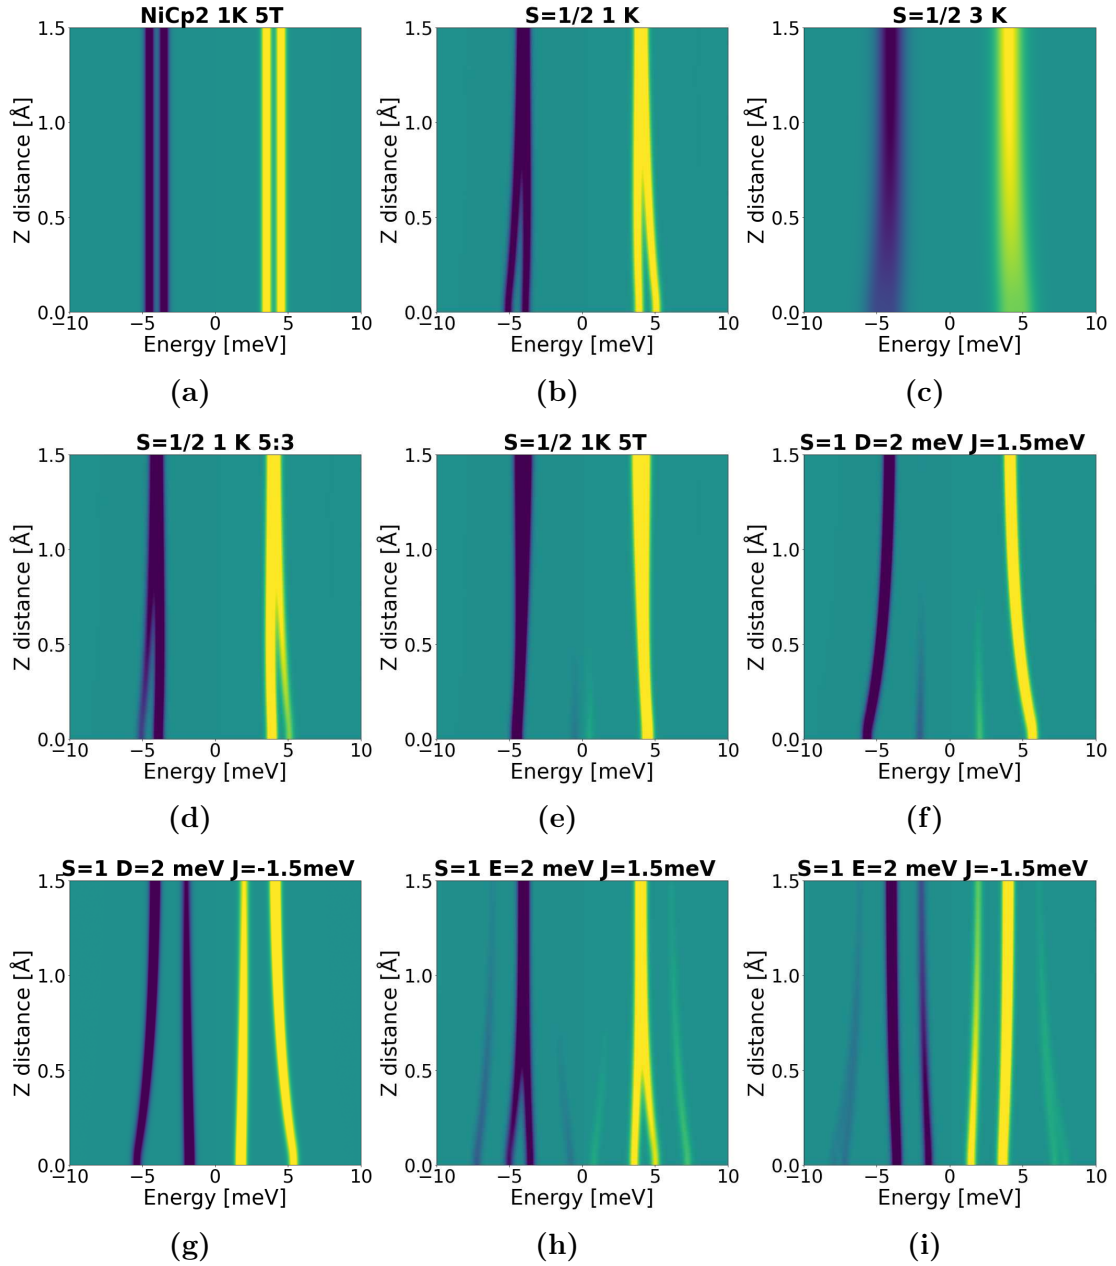 NiCp2 1K 5T
S=1/2 1 K
S=1/2 3 K
Z distance [Å]
1.5
1.0
0.5
0.0
−10
−5
0
5
10
Energy [meV]
Z distance [Å]
1.5
1.0
0.5
0.0
−10
−5
0
5
10
Energy [meV]
Z distance [Å]
1.5
1.0
0.5
0.0
−10
−5
0
5
10
Energy [meV]
(a)
(b)
(c)
S=1/2 1 K 5:3
S=1/2 1K 5T
S=1 D=2 meV J=1.5meV
Z distance [Å]
1.5
1.0
0.5
0.0
−10
−5
0
5
10
Energy [meV]
Z distance [Å]
1.5
1.0
0.5
0.0
−10
−5
0
5
10
Energy [meV]
Z distance [Å]
1.5
1.0
0.5
0.0
−10
−5
0
5
10
Energy [meV]
(d)
(e)
(f)
S=1 D=2 meV J=-1.5meV
S=1 E=2 meV J=1.5meV
S=1 E=2 meV J=-1.5meV
Z distance [Å]
1.5
1.0
0.5
0.0
−10
−5
0
5
10
Energy [meV]
Z distance [Å]
1.5
1.0
0.5
0.0
−10
−5
0
5
10
Energy [meV]
Z distance [Å]
1.5
1.0
0.5
0.0
−10
−5
0
5
10
Energy [meV]
(g)
(h)
(i)